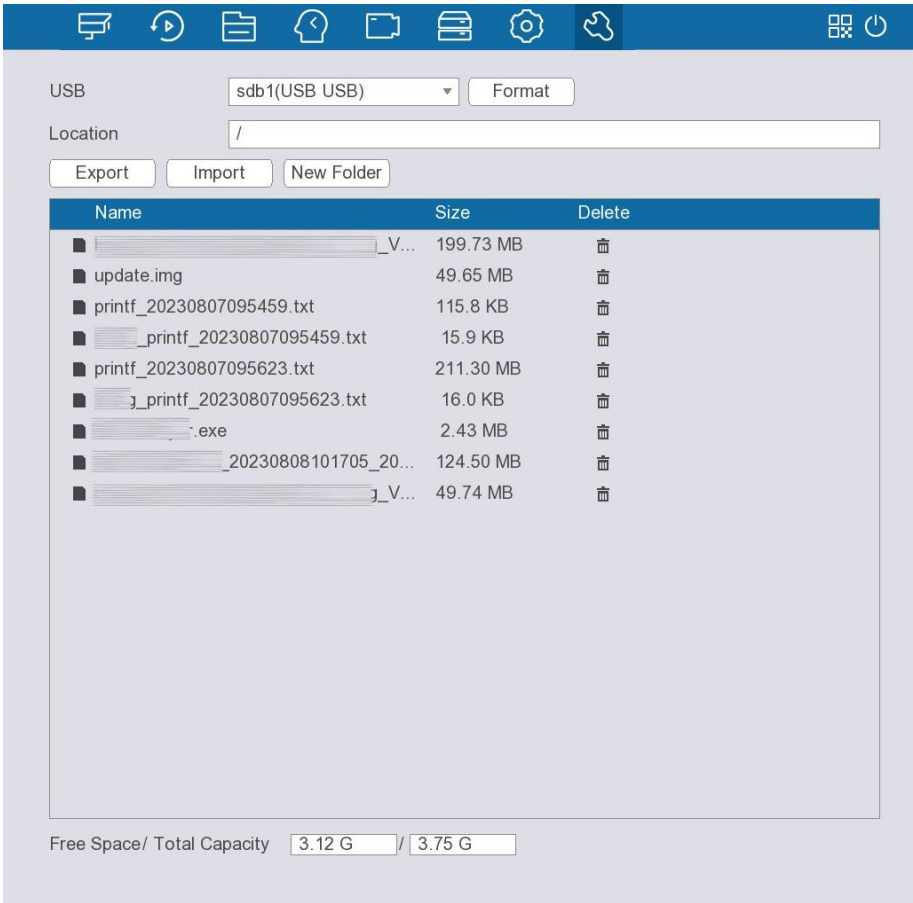 USB sdb1(USB USB) Format
Location /
Export Import New Folder
Name Size Delete
_V... 199.73 MB
update.img 49.65 MB
printf_20230807095459.txt 115.8 KB
_printf_20230807095459.txt 15.9 KB
printf_20230807095623.txt 211.30 MB
g_printf_20230807095623.txt 16.0 KB
.exe 2.43 MB
_20230808101705_20... 124.50 MB
g_V... 49.74 MB
Free Space/ Total Capacity 3.12 G / 3.75 G